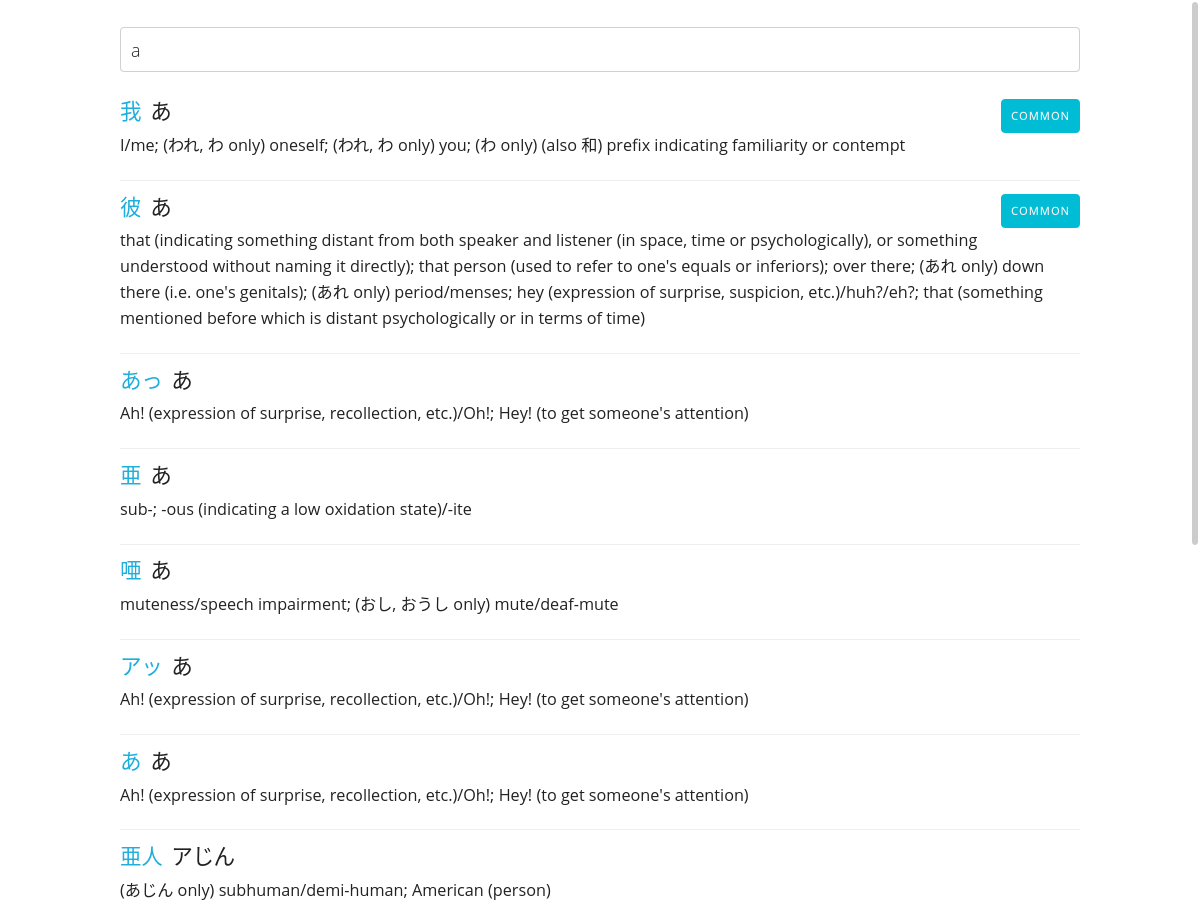 a
我 あ
COMMON
I/me; (われ, わ only) oneself; (われ, わ only) you; (わ only) (also 和) prefix indicating familiarity or contempt
彼 あ
COMMON
that (indicating something distant from both speaker and listener (in space, time or psychologically), or something
understood without naming it directly); that person (used to refer to one's equals or inferiors); over there; (あれ only) down
there (i.e. one's genitals); (あれ only) period/menses; hey (expression of surprise, suspicion, etc.)/huh?/eh?; that (something
mentioned before which is distant psychologically or in terms of time)
あっ あ
Ah! (expression of surprise, recollection, etc.)/Oh!; Hey! (to get someone's attention)
亜 あ
sub-; -ous (indicating a low oxidation state)/-ite
唖 あ
muteness/speech impairment; (おし, おうし only) mute/deaf-mute
アッ あ
Ah! (expression of surprise, recollection, etc.)/Oh!; Hey! (to get someone's attention)
あ あ
Ah! (expression of surprise, recollection, etc.)/Oh!; Hey! (to get someone's attention)
亜人 アじん
(あじん only) subhuman/demi-human; American (person)